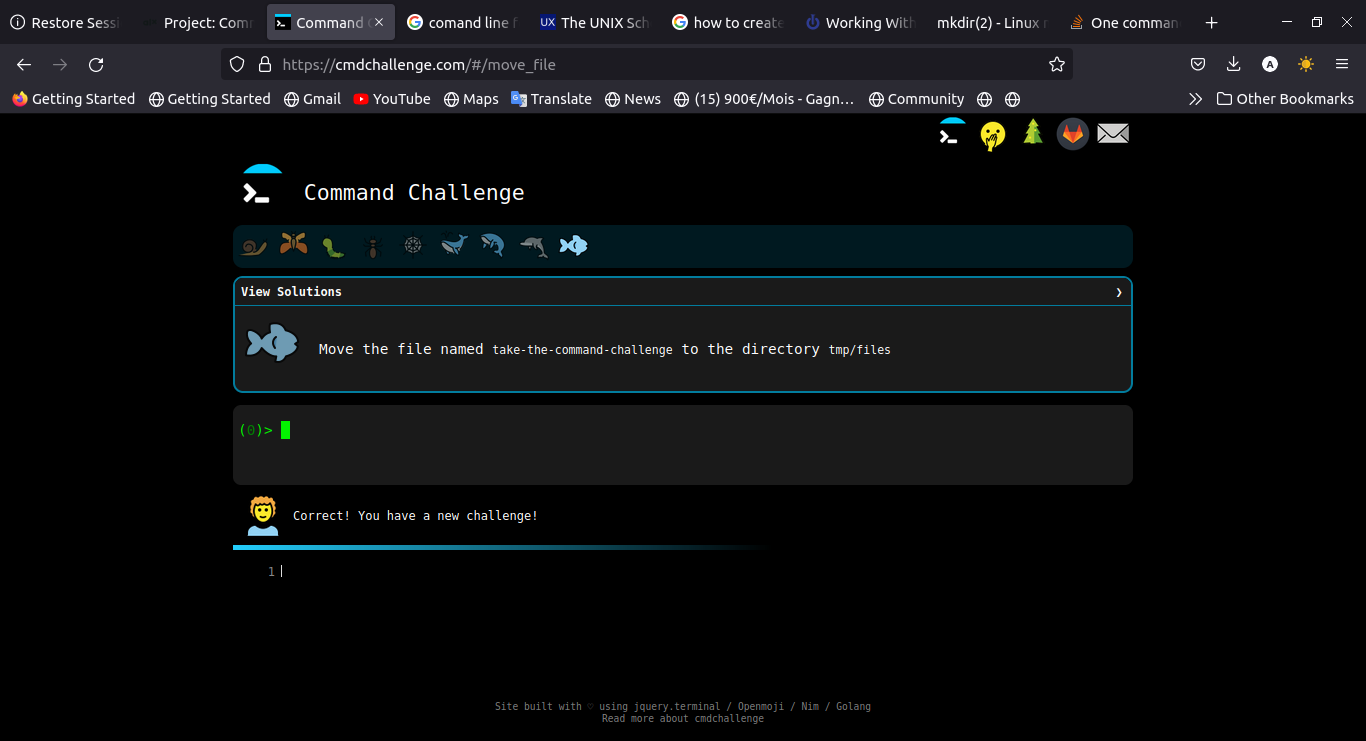 Restore Sessi
Project: Comm
Command C
comand line f
UX The UNIX Sch
how to create
Working With
mkdir(2) - Linux
One comman
https://cmdchallenge.com/#/move_file
A
Getting Started
Getting Started
Gmail
YouTube
Maps
Translate
News
(15) 900€/Mois - Gagn…
Community
Other Bookmarks
Command Challenge
View Solutions
Move the file named take-the-command-challenge to the directory tmp/files
(0)>
Correct! You have a new challenge!
1
Site built with ♡ using jquery.terminal / Openmoji / Nim / Golang
Read more about cmdchallenge